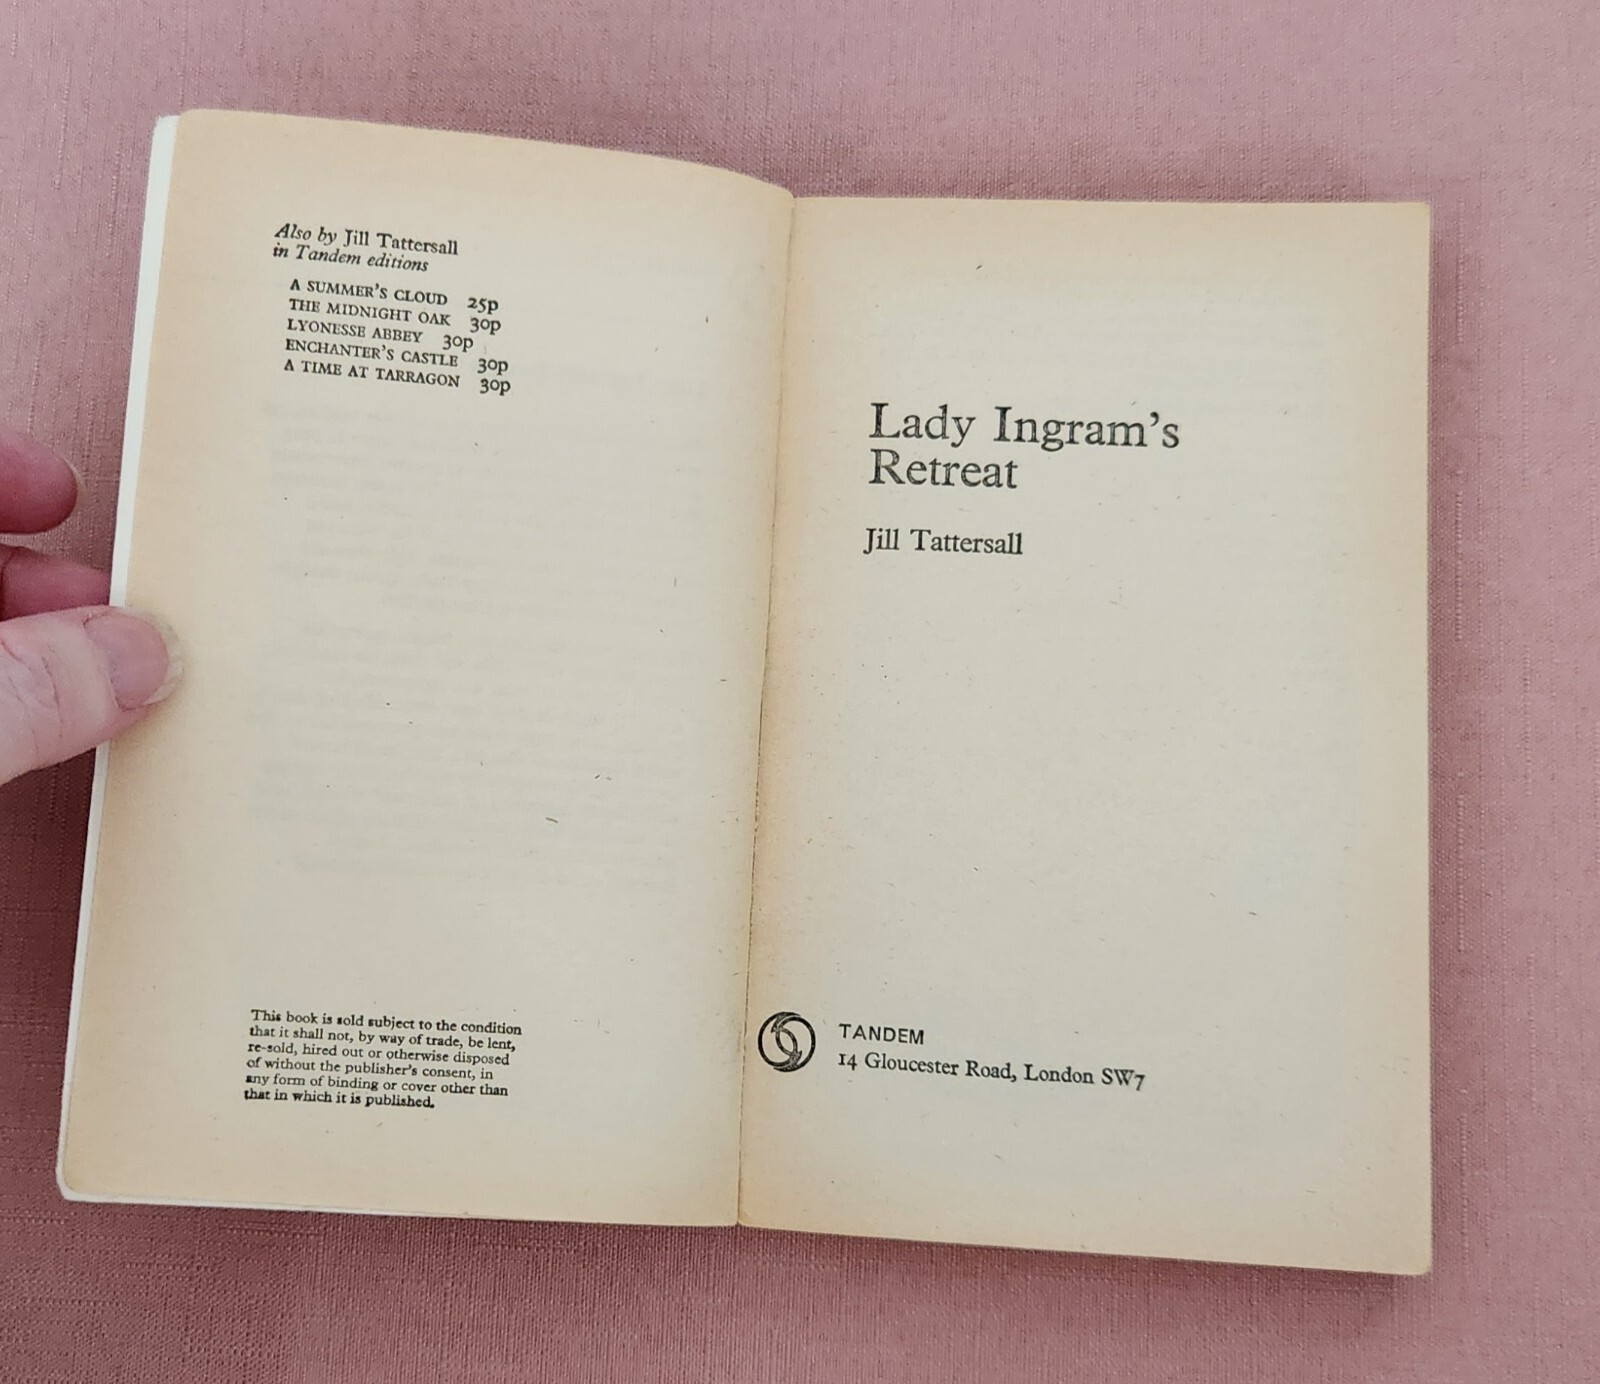 Also by Jill Tattersall
in Tandem editions
A SUMMER'S CLOUD 25p
THE MIDNIGHT OAK 30p
LYONESSE ABBEY 30p
ENCHANTER'S CASTLE 30p
A TIME AT TARRAGON 30p
This book is sold subject to the condition
that it shall not, by way of trade, be lent,
re-sold, hired out or otherwise disposed
of without the publisher's consent, in
any form of binding or cover other than
that in which it is published.
Lady Ingram's
Retreat
Jill Tattersall
TANDEM
14 Gloucester Road, London SW7